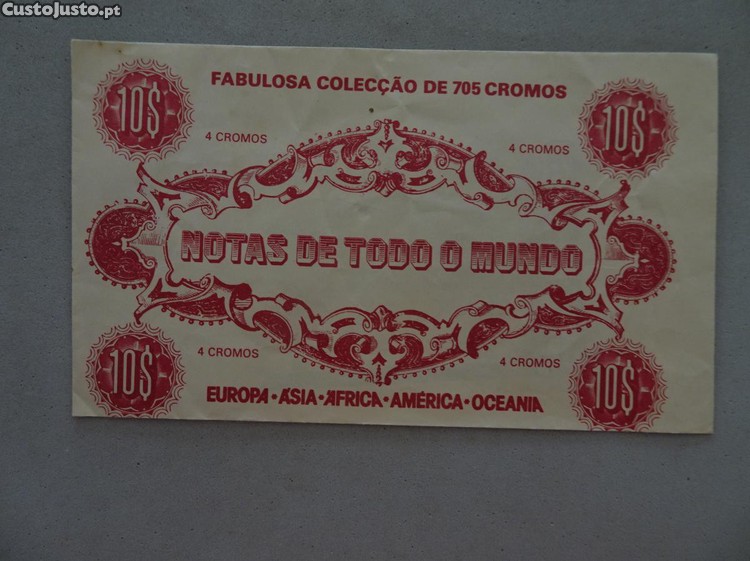 CustoJusto.pt
FABULOSA COLECÇÃO DE 705 CROMOS
10$ 10$
4 CROMOS 4 CROMOS
NOTAS DE TODO O MUNDO
4 CROMOS 4 CROMOS
10$ 10$
EUROPA · ÁSIA · ÁFRICA · AMÉRICA · OCEANIA